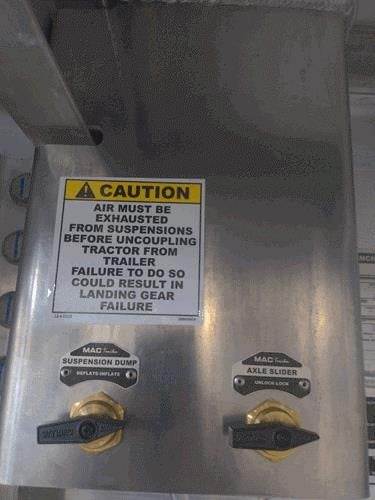 CAUTION
AIR MUST BE
EXHAUSTED
FROM SUSPENSIONS
BEFORE UNCOUPLING
TRACTOR FROM
TRAILER
FAILURE TO DO SO
COULD RESULT IN
LANDING GEAR
FAILURE
MAC Trailer
SUSPENSION DUMP
DEFLATE-INFLATE
MAC Trailer
AXLE SLIDER
UNLOCK-LOCK